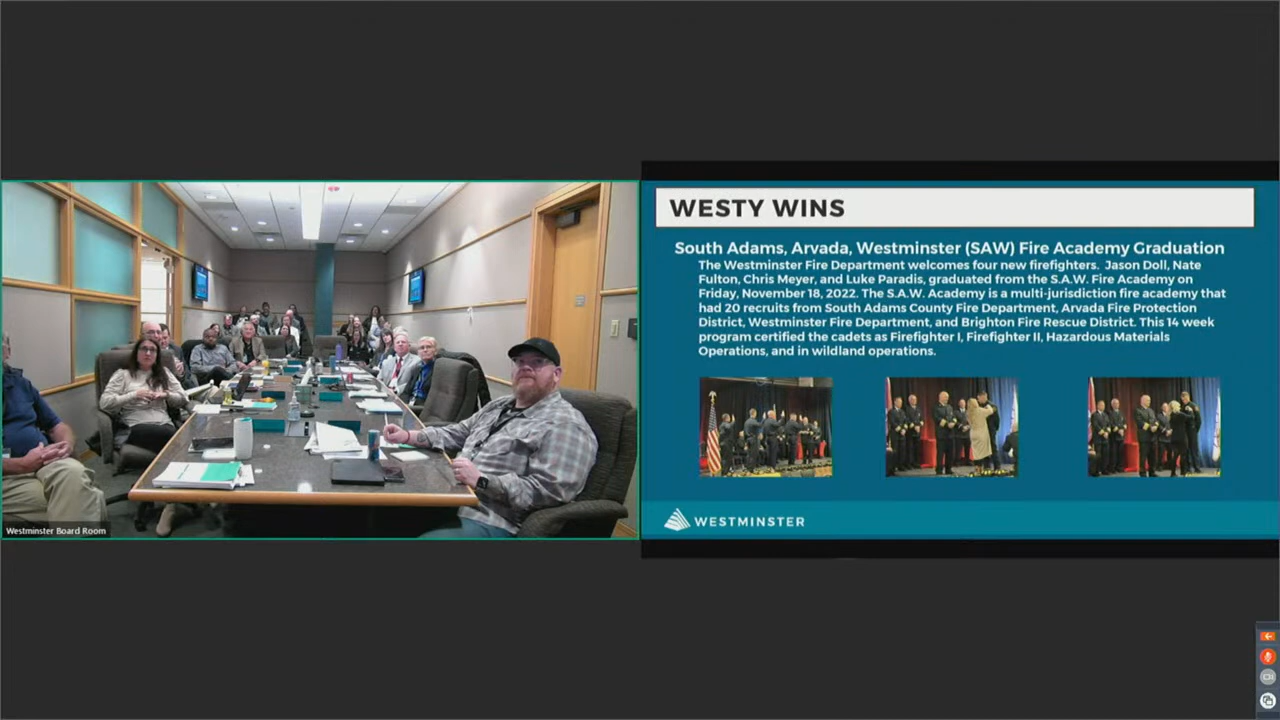 WESTY WINS
South Adams, Arvada, Westminster (SAW) Fire Academy Graduation
The Westminster Fire Department welcomes four new firefighters. Jason Doll, Nate
Fulton, Chris Meyer, and Luke Paradis, graduated from the S.A.W. Fire Academy on
Friday, November 18, 2022. The S.A.W. Academy is a multi-jurisdiction fire academy that
had 20 recruits from South Adams County Fire Department, Arvada Fire Protection
District, Westminster Fire Department, and Brighton Fire Rescue District. This 14 week
program certified the cadets as Firefighter I, Firefighter II, Hazardous Materials
Operations, and in wildland operations.
WESTMINSTER
Westminster Board Room